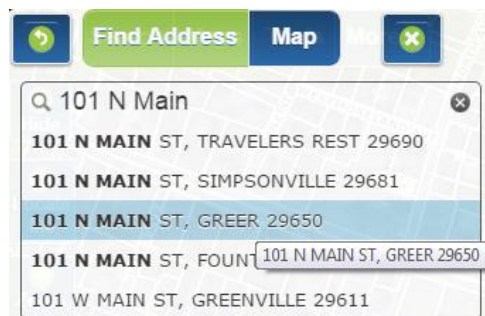 Find Address Map
101 N Main
101 N MAIN ST, TRAVELERS REST 29690
101 N MAIN ST, SIMPSONVILLE 29681
101 N MAIN ST, GREER 29650
101 N MAIN ST, GREER 29650
101 N MAIN ST, FOUNT
101 W MAIN ST, GREENVILLE 29611